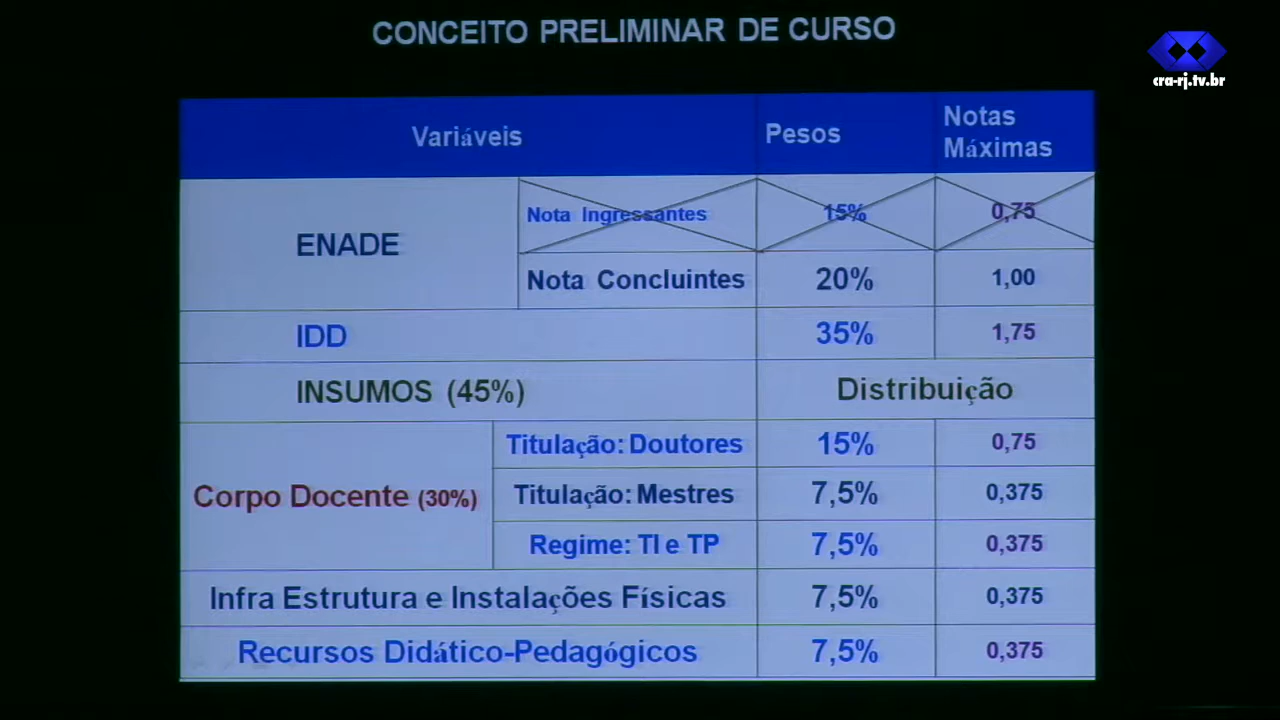 CONCEITO PRELIMINAR DE CURSO
cra-rj.tv.br
Variáveis Pesos Notas Máximas
ENADE
Nota Ingressantes 15% 0,75
Nota Concluintes 20% 1,00
IDD 35% 1,75
INSUMOS (45%) Distribuição
Corpo Docente (30%)
Titulação: Doutores 15% 0,75
Titulação: Mestres 7,5% 0,375
Regime: TI e TP 7,5% 0,375
Infra Estrutura e Instalações Físicas 7,5% 0,375
Recursos Didático-Pedagógicos 7,5% 0,375